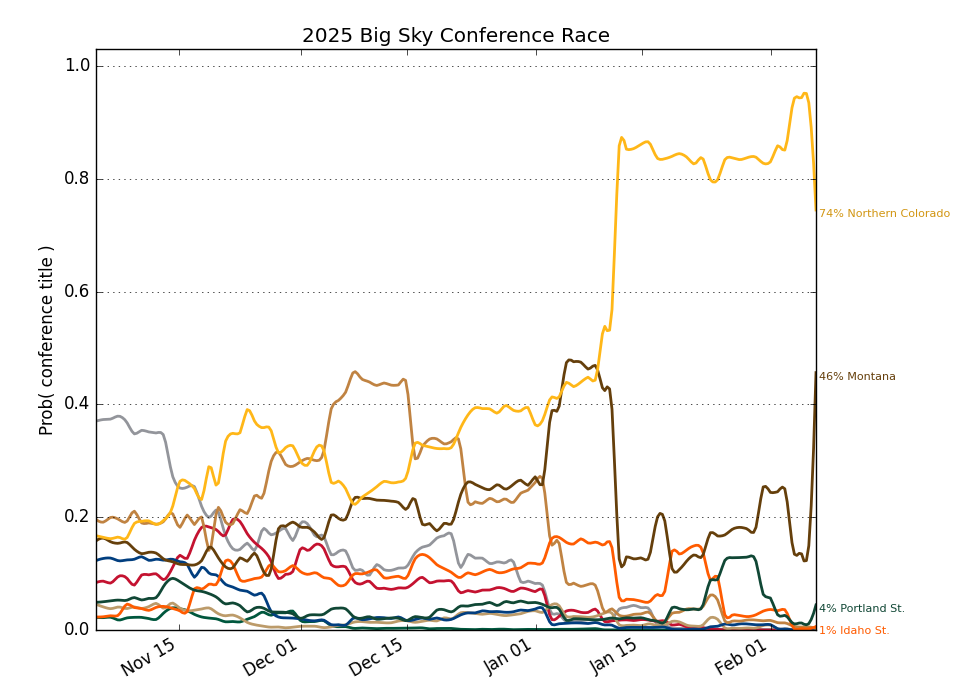 2025 Big Sky Conference Race
Prob( conference title )
1.0
0.8
0.6
0.4
0.2
0.0
Nov 15
Dec 01
Dec 15
Jan 01
Jan 15
Feb 01
74% Northern Colorado
46% Montana
4% Portland St.
1% Idaho St.